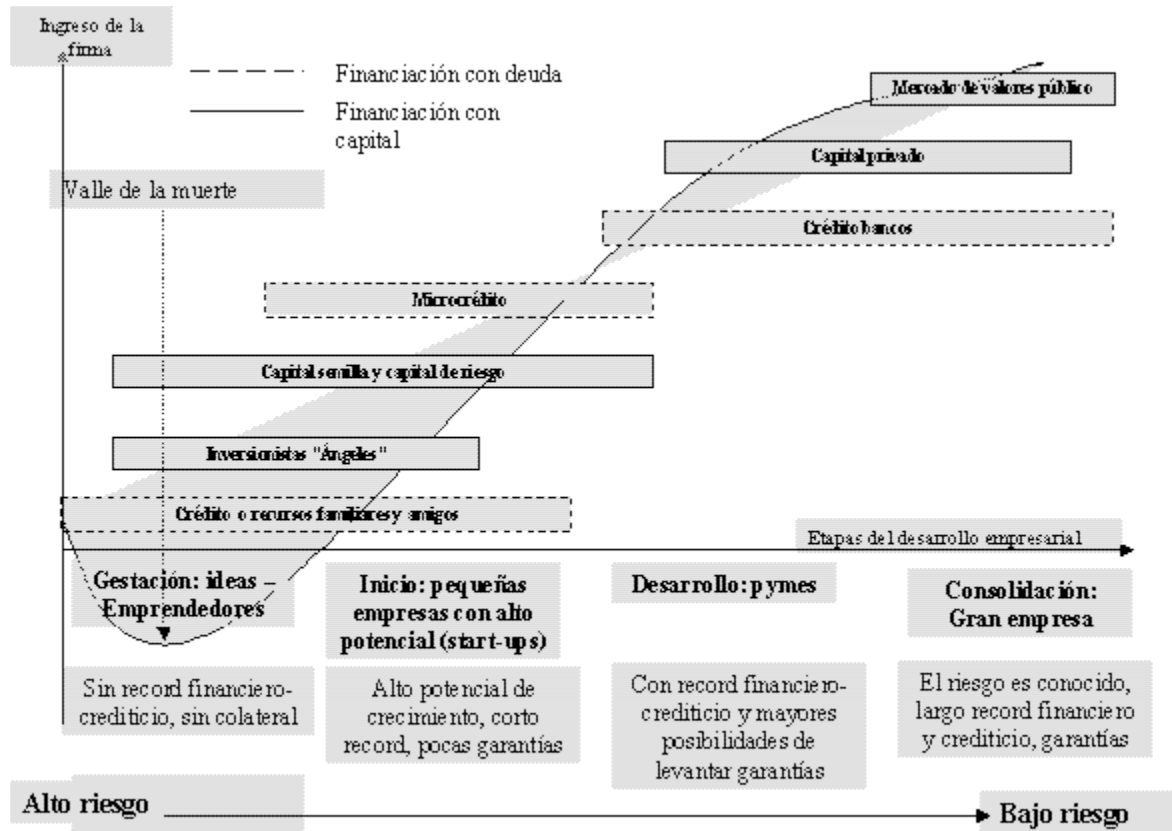 Ingreso de la
firma
Financiación con deuda
Financiación con
capital
Mercado de valores público
Capital privado
Valle de la muerte
Crédito bancos
Microcrédito
Capital semilla y capital de riesgo
Inversionistas "Ángeles"
Crédito o recursos familiares y amigos
Etapas del desarrollo empresarial
Gestación: ideas –
Emprendedores
Inicio: pequeñas
empresas con alto
potencial (start-ups)
Desarrollo: pymes
Consolidación:
Gran empresa
Sin record financiero-
crediticio, sin colateral
Alto potencial de
crecimiento, corto
record, pocas garantías
Con record financiero-
crediticio y mayores
posibilidades de
levantar garantías
El riesgo es conocido,
largo record financiero
y crediticio, garantías
Alto riesgo
Bajo riesgo